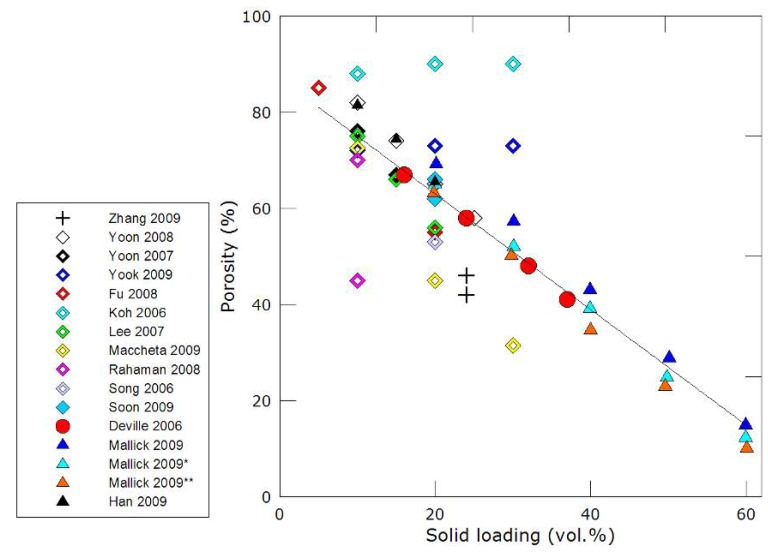 100
80
60
40
20
0
Porosity (%)
0 20 40 60
Solid loading (vol.%)
Zhang 2009
Yoon 2008
Yoon 2007
Yook 2009
Fu 2008
Koh 2006
Lee 2007
Maccheta 2009
Rahaman 2008
Song 2006
Soon 2009
Deville 2006
Mallick 2009
Mallick 2009*
Mallick 2009**
Han 2009